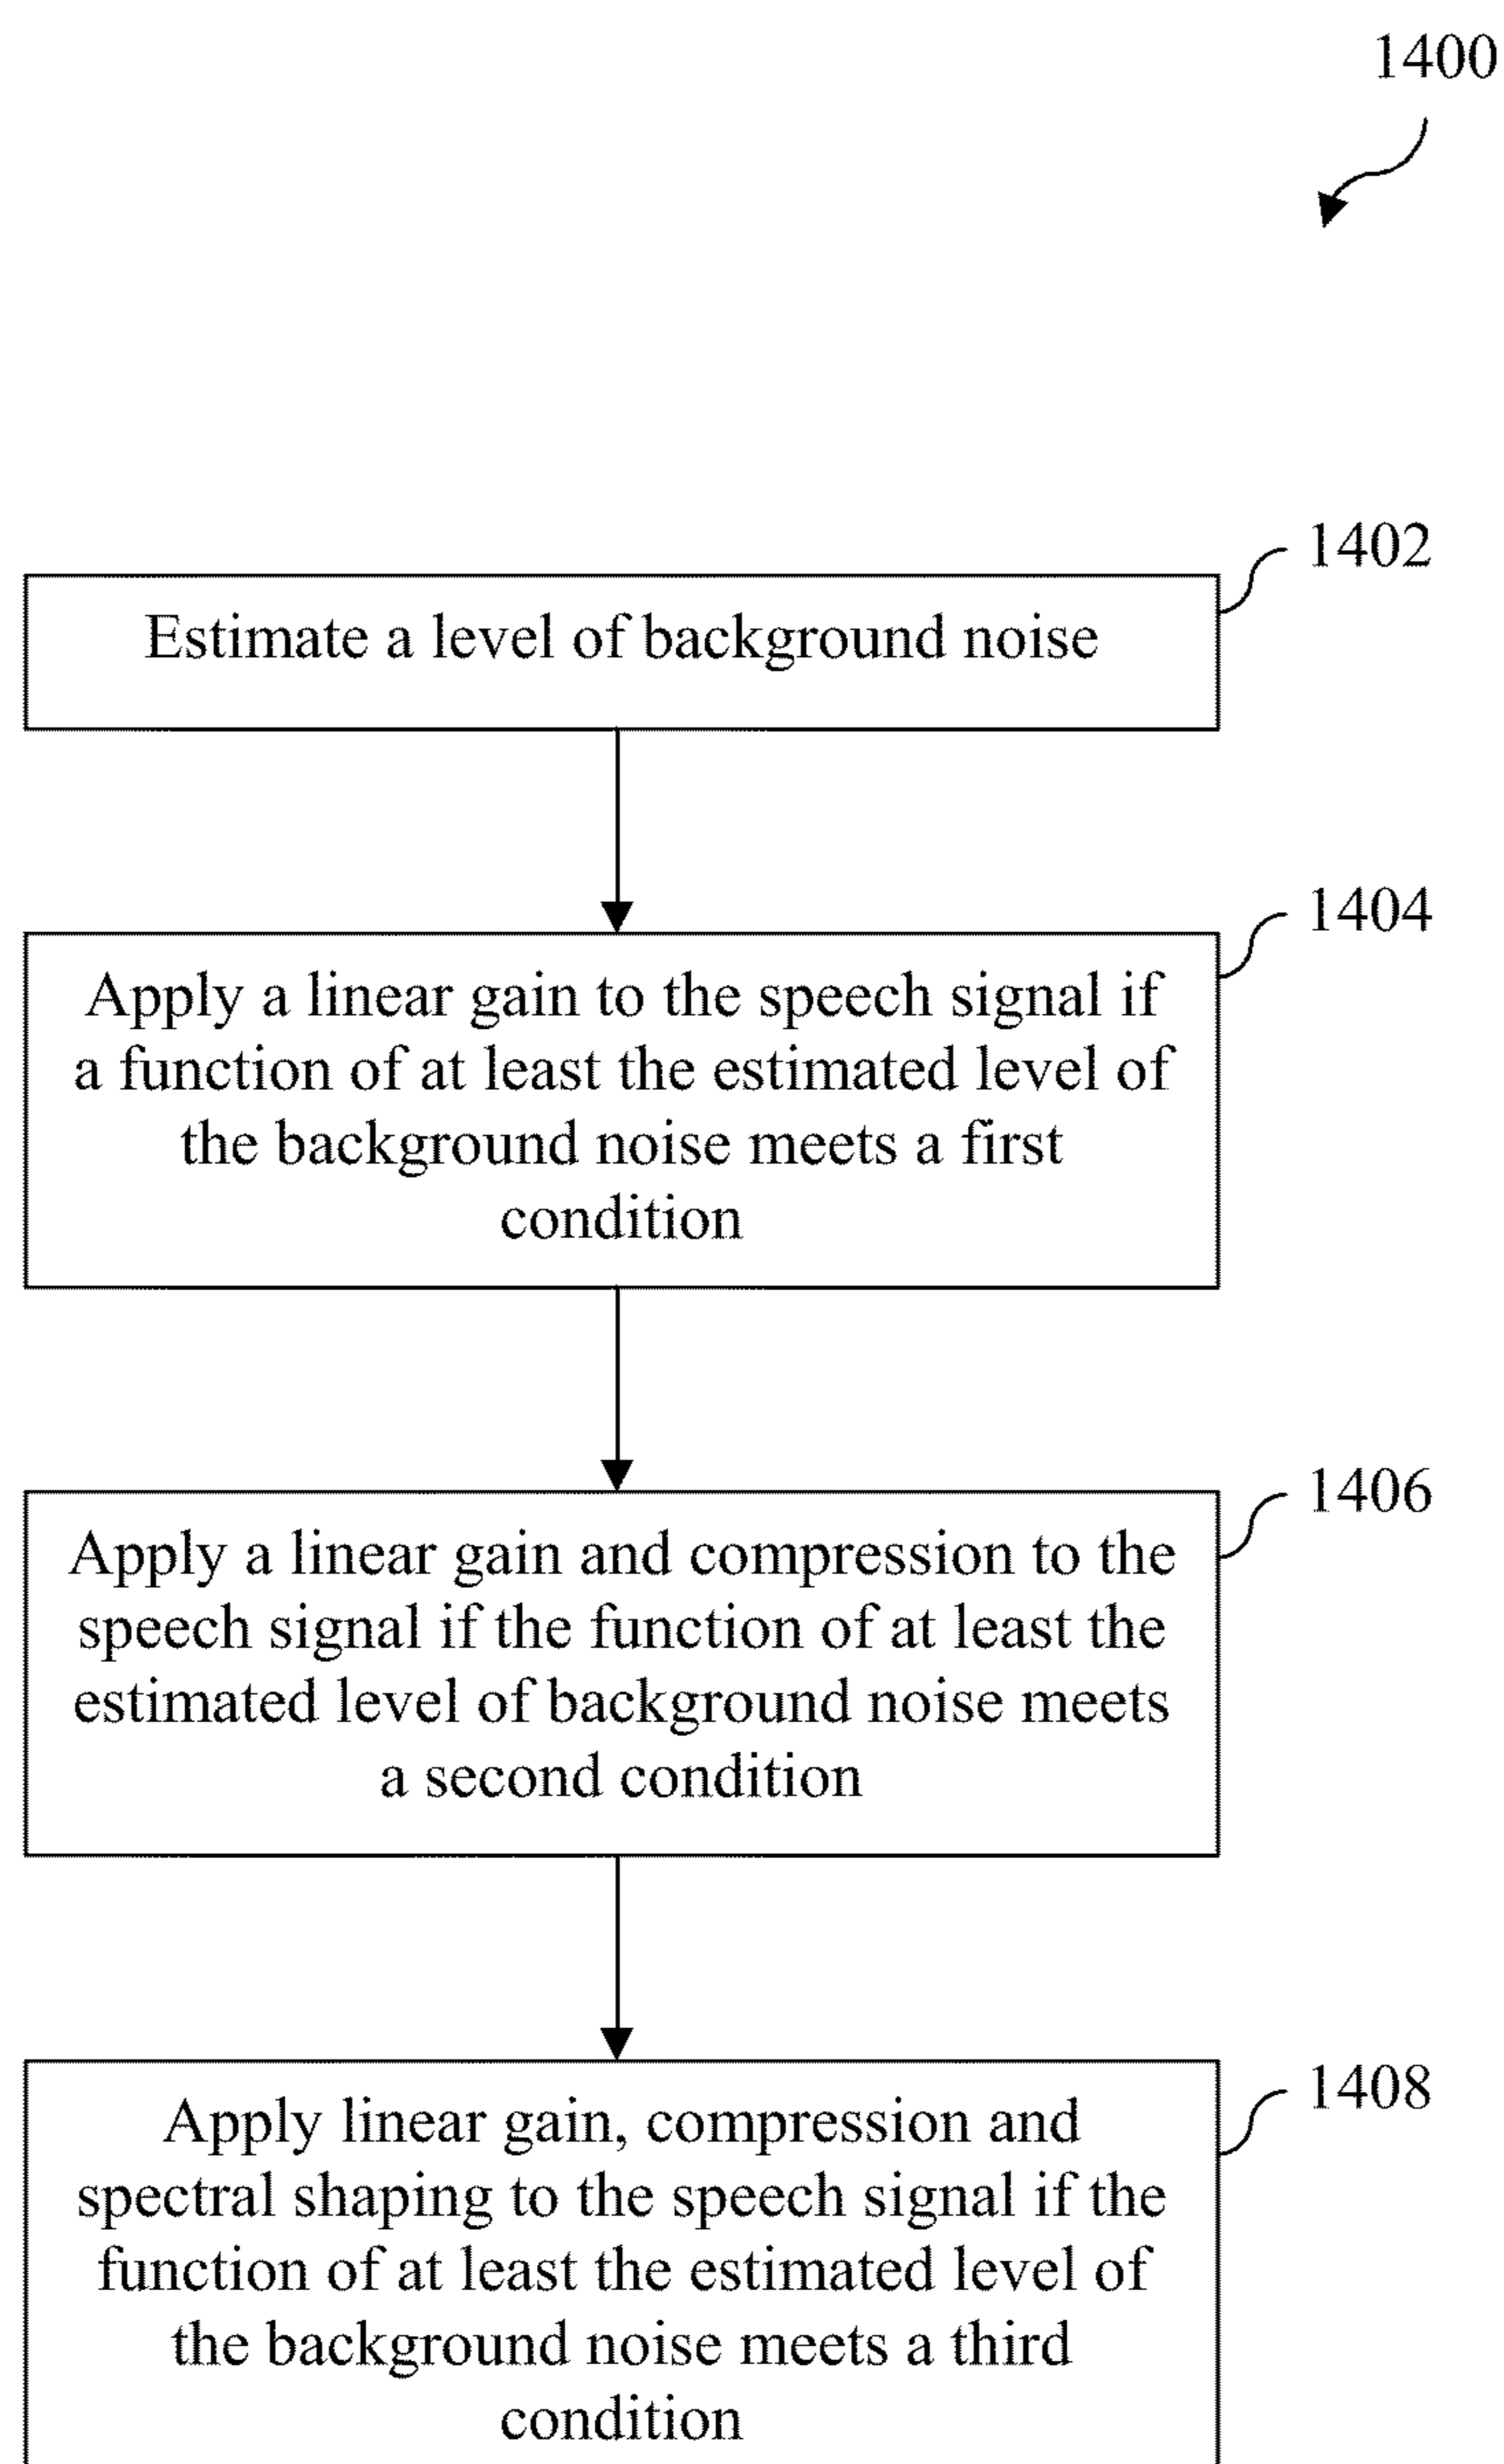 1400
1402
Estimate a level of background noise
1404
Apply a linear gain to the speech signal if
a function of at least the estimated level of
the background noise meets a first
condition
1406
Apply a linear gain and compression to the
speech signal if the function of at least the
estimated level of background noise meets
a second condition
1408
Apply linear gain, compression and
spectral shaping to the speech signal if the
function of at least the estimated level of
the background noise meets a third
condition